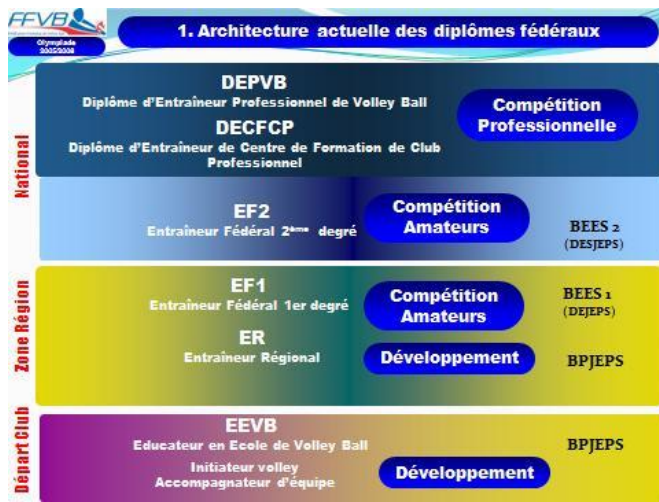 FFVB
Olympiade
2005/2008
1. Architecture actuelle des diplômes fédéraux
National
DEPVB
Diplôme d'Entraîneur Professionnel de Volley Ball
DECFCP
Diplôme d'Entraîneur de Centre de Formation de Club
Professionnel
Compétition
Professionnelle
EF2
Entraîneur Fédéral 2ème degré
Compétition
Amateurs
BEES 2
(DESJEPS)
Zone Région
EF1
Entraîneur Fédéral 1er degré
Compétition
Amateurs
BEES 1
(DEJEPS)
ER
Entraîneur Régional
Développement
BPJEPS
Départ Club
EEVB
Educateur en Ecole de Volley Ball
BPJEPS
Initiateur volley
Accompagnateur d'équipe
Développement